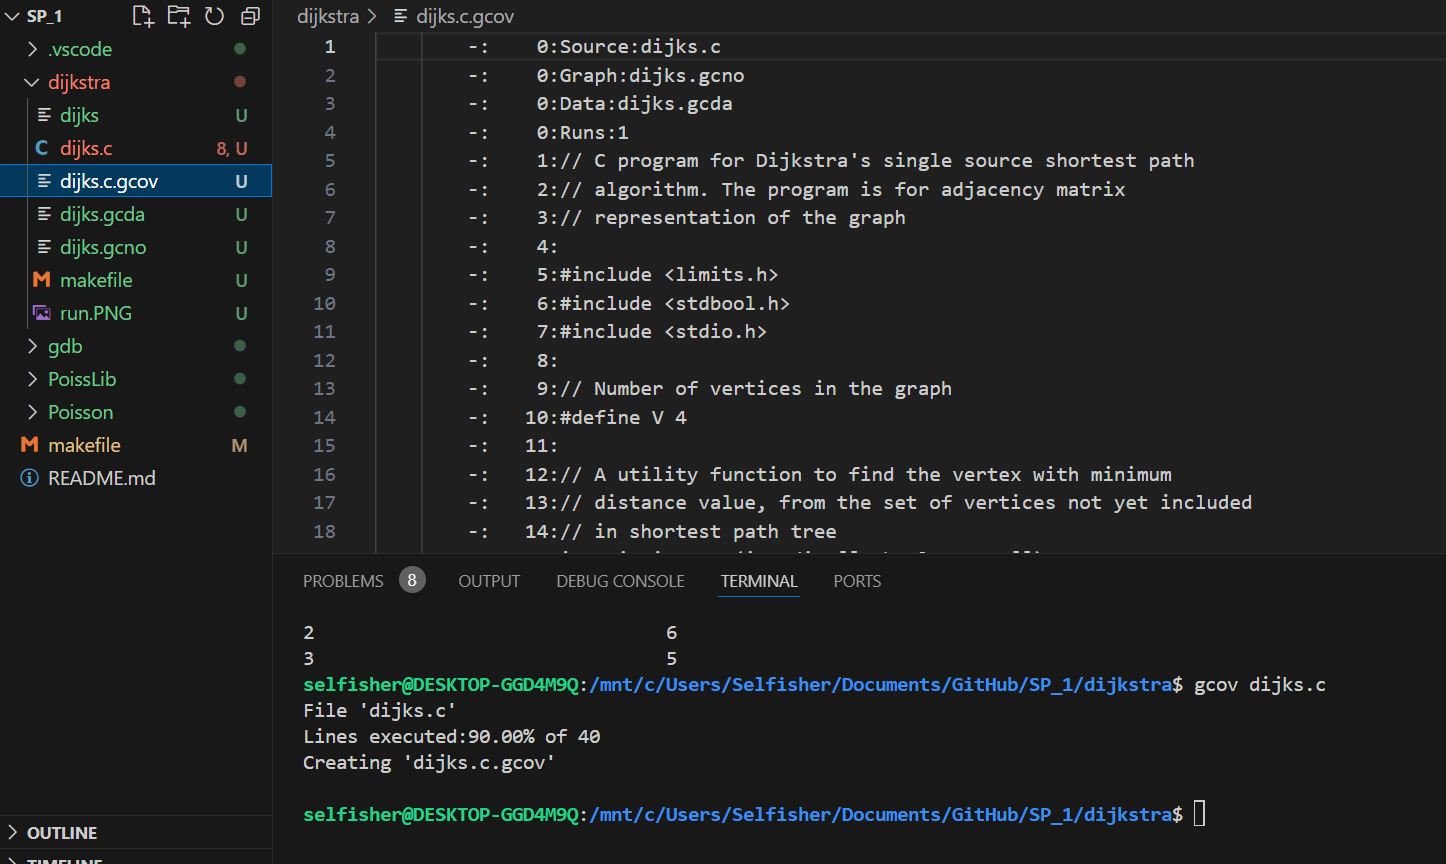 SP_1
.vscode
dijkstra
dijks U
C dijks.c 8, U
dijks.c.gcov U
dijks.gcda U
dijks.gcno U
M makefile U
run.PNG U
gdb
PoissLib
Poisson
M makefile M
README.md
OUTLINE
TIMELINE
dijkstra > dijks.c.gcov
1 -: 0:Source:dijks.c
2 -: 0:Graph:dijks.gcno
3 -: 0:Data:dijks.gcda
4 -: 0:Runs:1
5 -: 1:// C program for Dijkstra's single source shortest path
6 -: 2:// algorithm. The program is for adjacency matrix
7 -: 3:// representation of the graph
8 -: 4:
9 -: 5:#include <limits.h>
10 -: 6:#include <stdbool.h>
11 -: 7:#include <stdio.h>
12 -: 8:
13 -: 9:// Number of vertices in the graph
14 -: 10:#define V 4
15 -: 11:
16 -: 12:// A utility function to find the vertex with minimum
17 -: 13:// distance value, from the set of vertices not yet included
18 -: 14:// in shortest path tree
PROBLEMS 8 OUTPUT DEBUG CONSOLE TERMINAL PORTS
2 6
3 5
selfisher@DESKTOP-GGD4M9Q:/mnt/c/Users/Selfisher/Documents/GitHub/SP_1/dijkstra$ gcov dijks.c
File 'dijks.c'
Lines executed:90.00% of 40
Creating 'dijks.c.gcov'
selfisher@DESKTOP-GGD4M9Q:/mnt/c/Users/Selfisher/Documents/GitHub/SP_1/dijkstra$